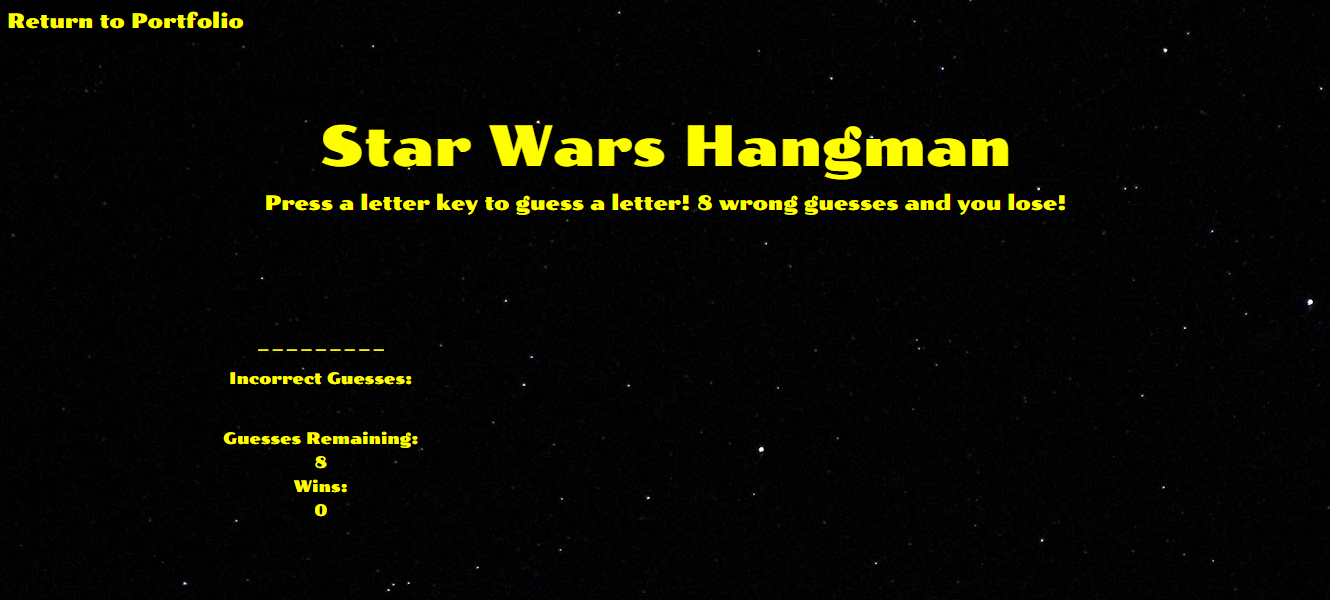 Return to Portfolio
Star Wars Hangman
Press a letter key to guess a letter! 8 wrong guesses and you lose!
_ _ _ _ _ _ _ _ _
Incorrect Guesses:
Guesses Remaining:
8
Wins:
0